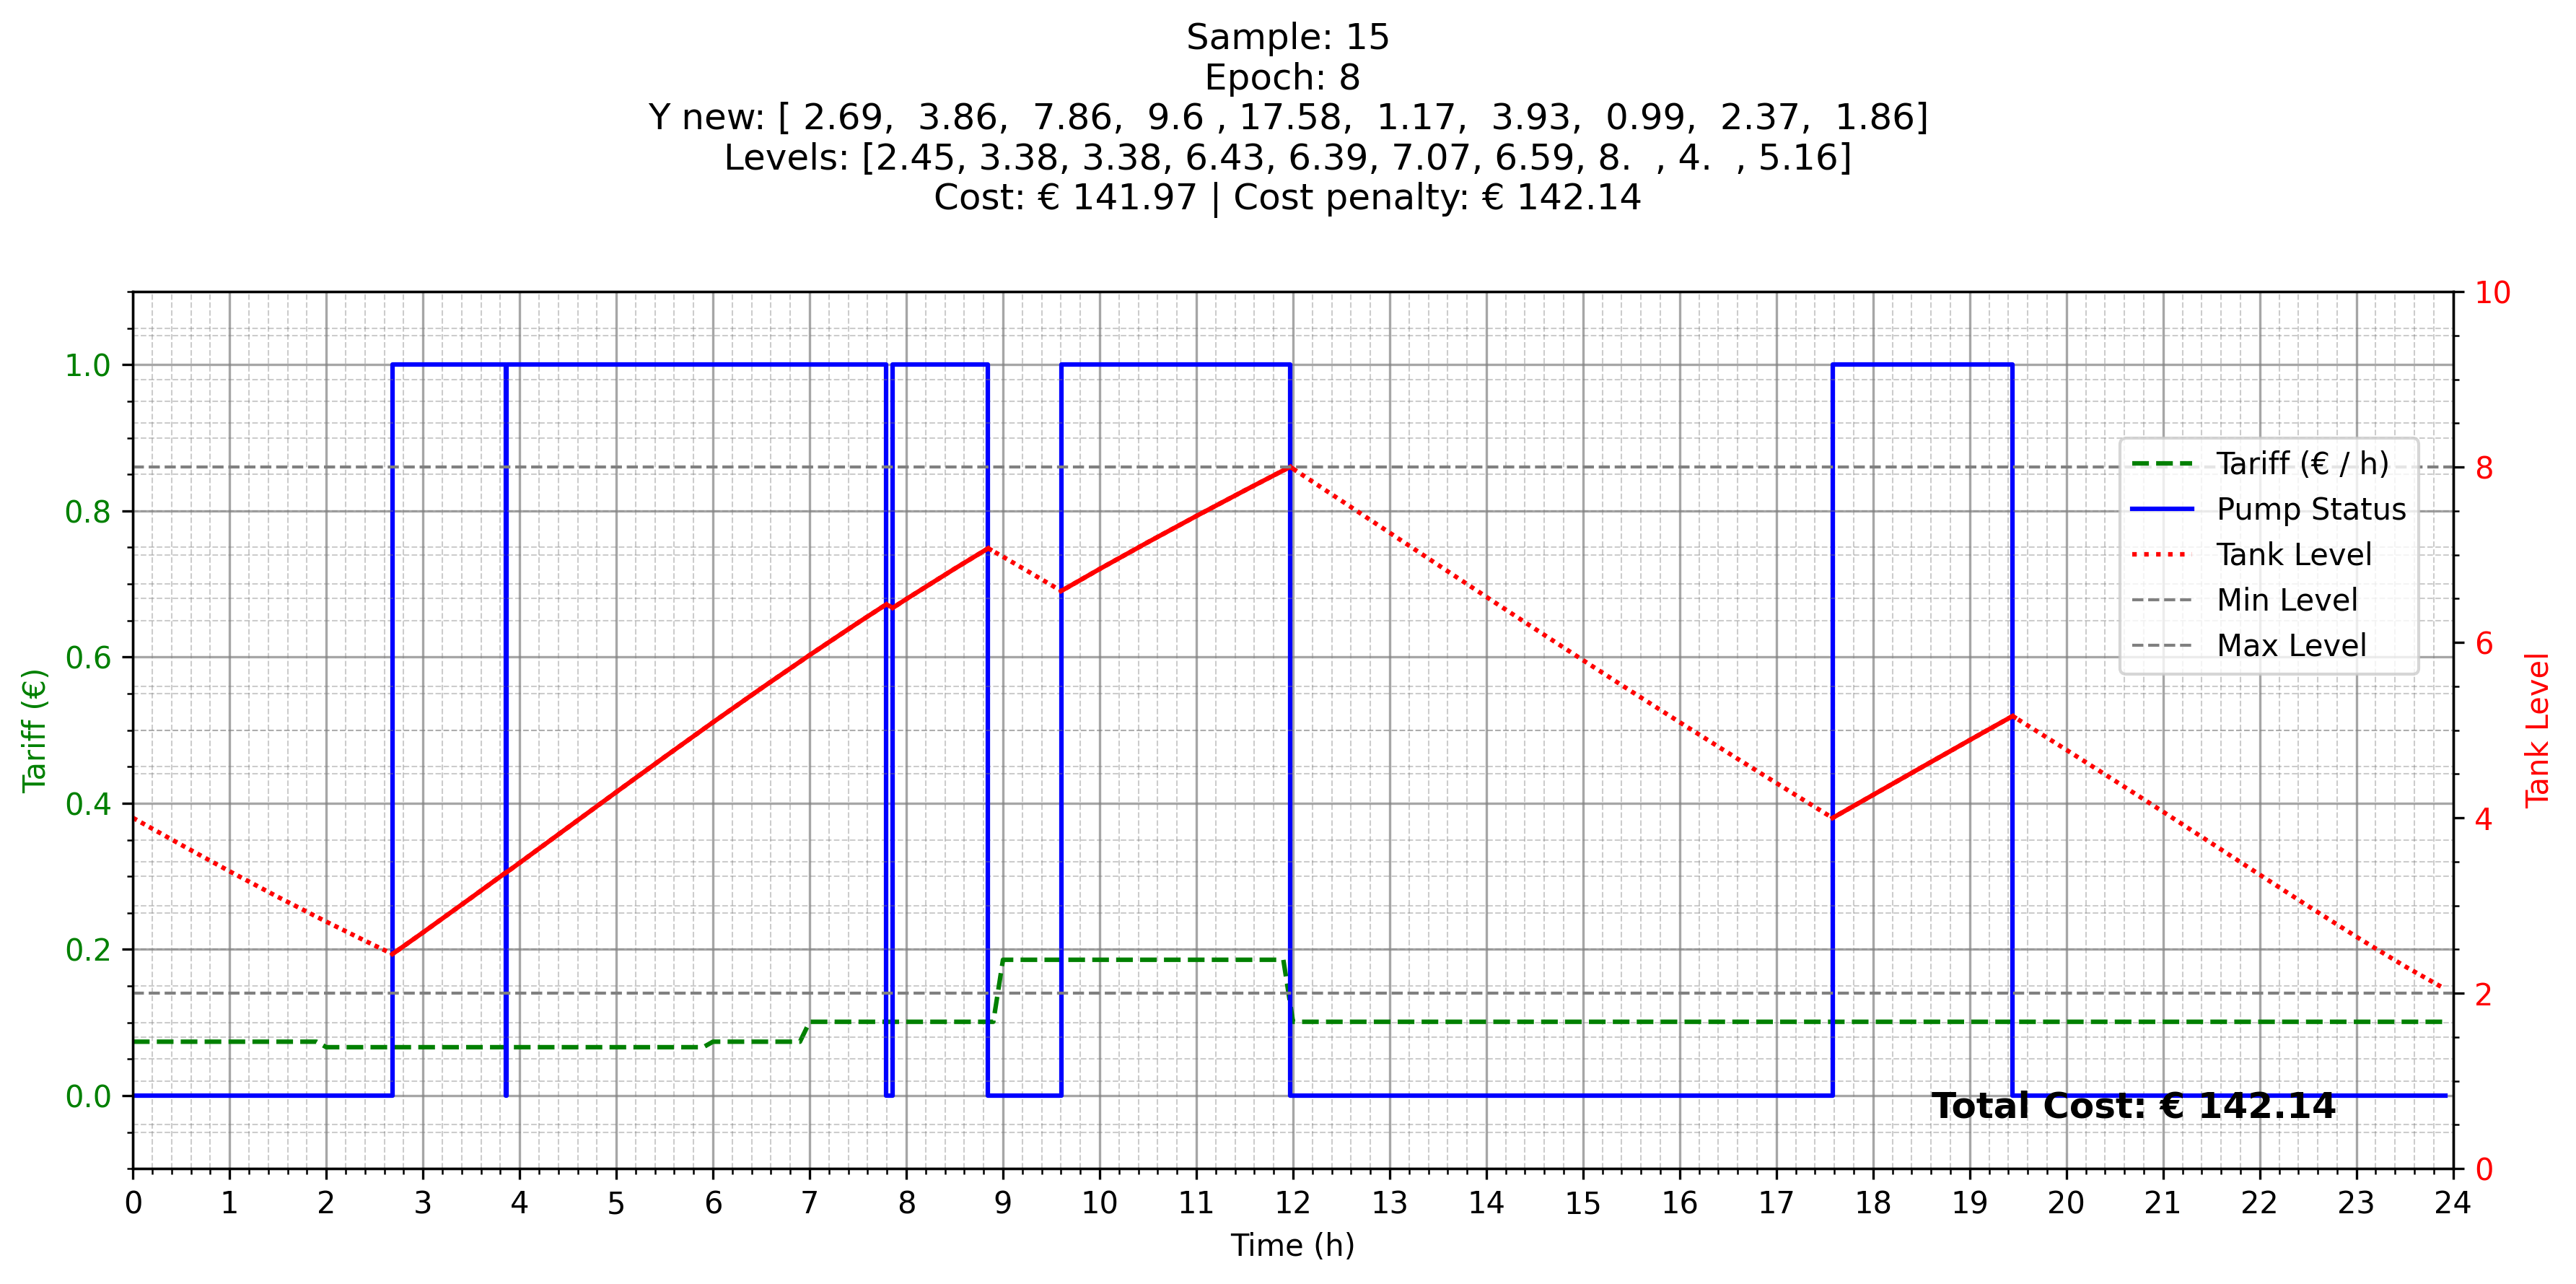 Sample: 15
Epoch: 8
Y new: [ 2.69,  3.86,  7.86,  9.6 , 17.58,  1.17,  3.93,  0.99,  2.37,  1.86]
Levels: [2.45, 3.38, 3.38, 6.43, 6.39, 7.07, 6.59, 8.  , 4.  , 5.16]
Cost: € 141.97 | Cost penalty: € 142.14
10
1.0
8
0.8
6
0.6
4
0.4
0.2
2
0.0
0
Tariff (€)
Tank Level
Tariff (€ / h)
Pump Status
Tank Level
Min Level
Max Level
Total Cost: € 142.14
0 1 2 3 4 5 6 7 8 9 10 11 12 13 14 15 16 17 18 19 20 21 22 23 24
Time (h)